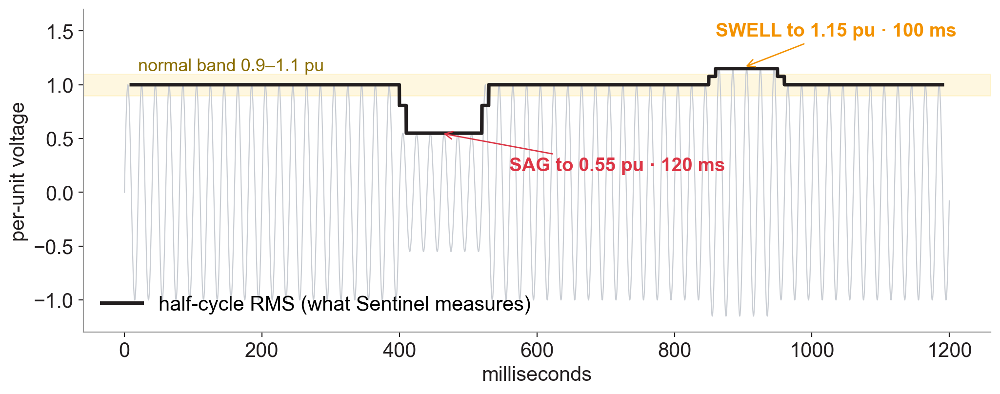 SWELL to 1.15 pu · 100 ms
normal band 0.9–1.1 pu
SAG to 0.55 pu · 120 ms
half-cycle RMS (what Sentinel measures)
per-unit voltage
1.5
1.0
0.5
0.0
−0.5
−1.0
0 200 400 600 800 1000 1200
milliseconds